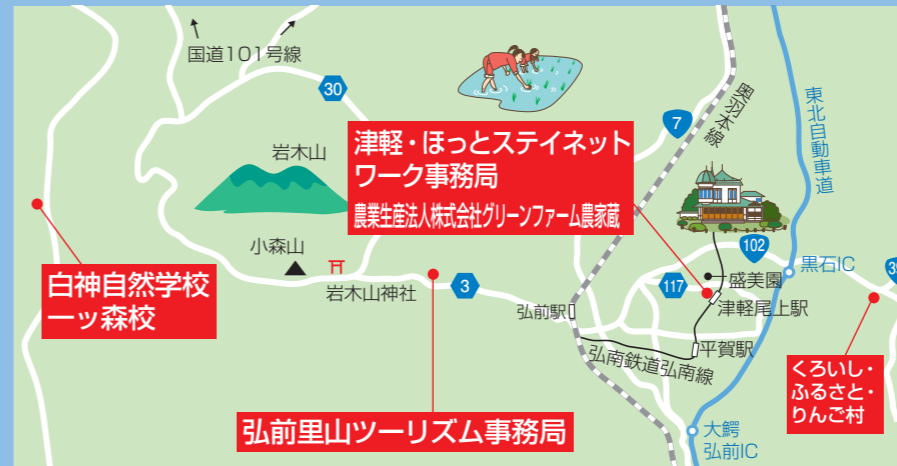 国道101号線
30
奥羽本線
東北自動車道
7
岩木山
津軽・ほっとステイネット
ワーク事務局
農業生産法人株式会社グリーンファーム農家蔵
小森山
岩木山神社
3
102
黒石IC
盛美園
117
津軽尾上駅
39
白神自然学校
一ッ森校
弘前駅
平賀駅
弘南鉄道弘南線
くろいし・
ふるさと・
りんご村
弘前里山ツーリズム事務局
大鰐
弘前IC